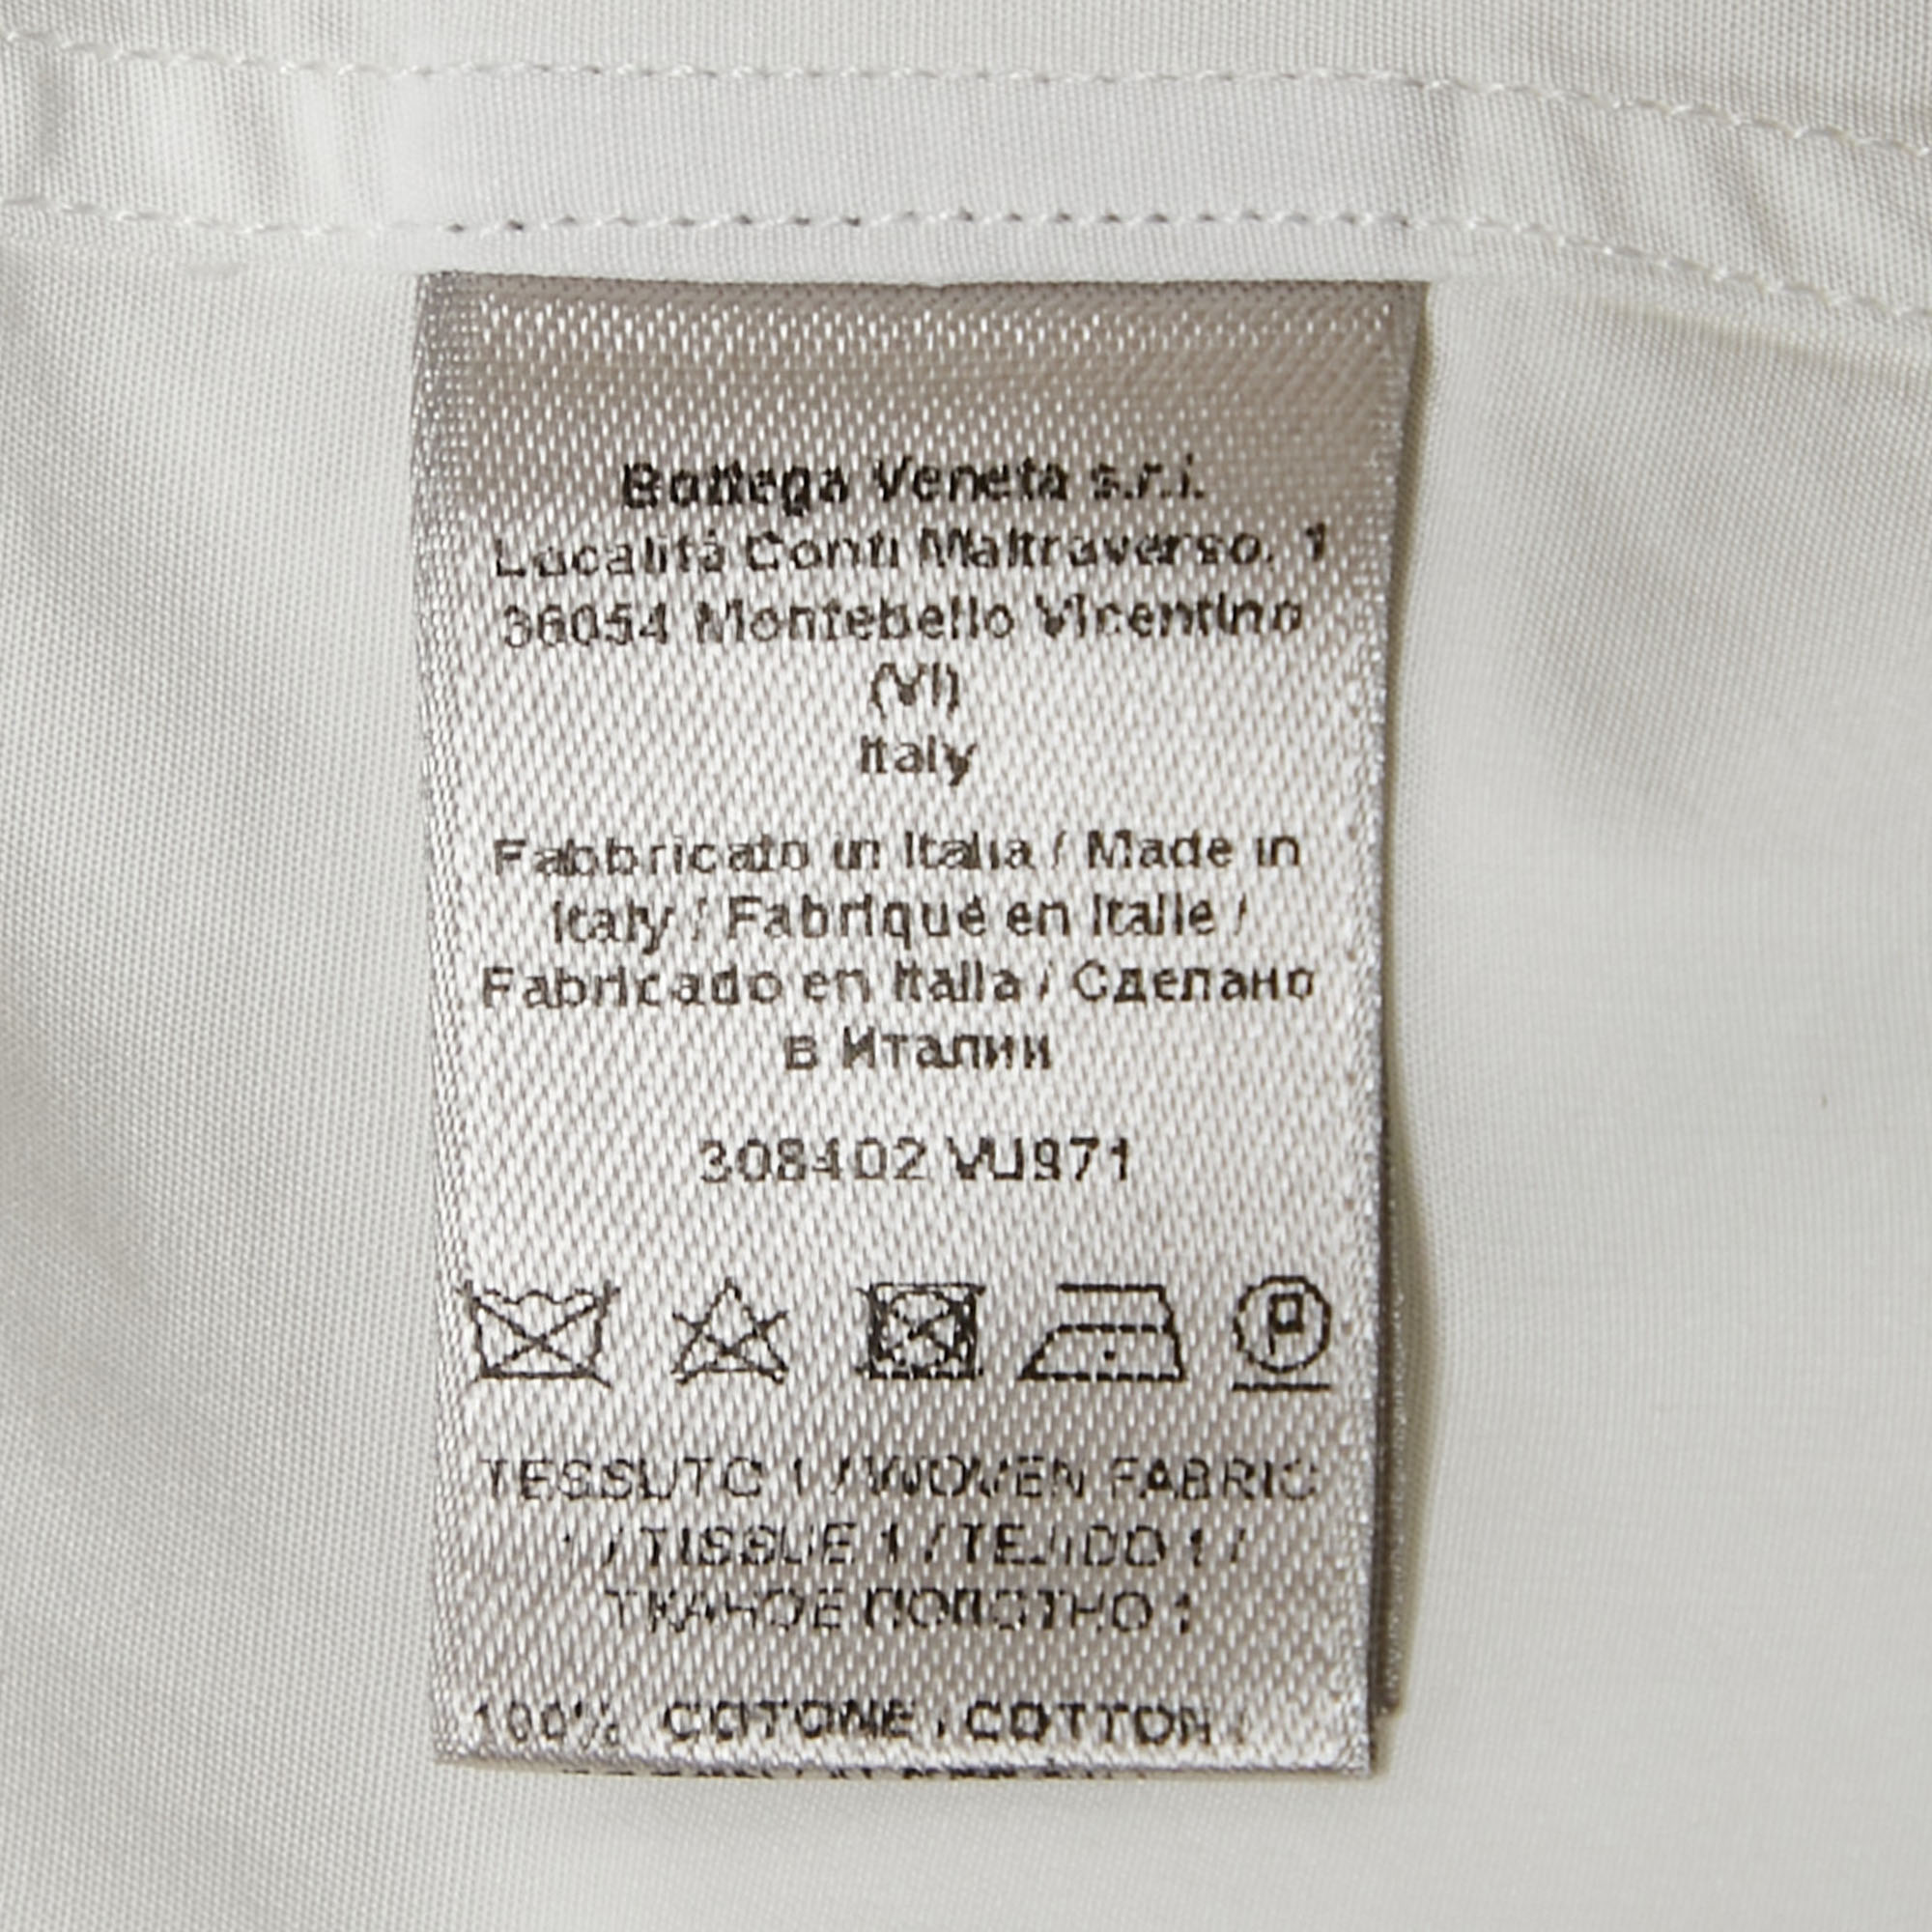 Bottega Veneta s.r.l.
Località Conti Maltraverso, 1
36054 Montebello Vicentino
(VI)
Italy
Fabbricato in Italia / Made in
Italy / Fabriqué en Italie /
Fabricado en Italia / Сделано
в Италии
308402 VU971
P
TESSUTO 1 / WOVEN FABRIC
1 / TISSUE 1 / TEJIDO 1 /
ТКАНОЕ ПОЛОТНО 1
100% COTONE / COTTON /